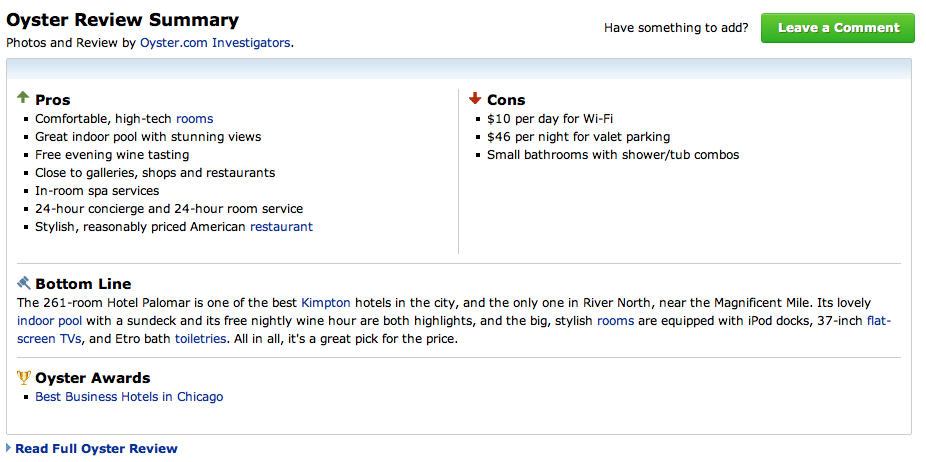 Oyster Review Summary
Photos and Review by Oyster.com Investigators.
Have something to add?
Leave a Comment
Pros
Comfortable, high-tech rooms
Great indoor pool with stunning views
Free evening wine tasting
Close to galleries, shops and restaurants
In-room spa services
24-hour concierge and 24-hour room service
Stylish, reasonably priced American restaurant
Cons
$10 per day for Wi-Fi
$46 per night for valet parking
Small bathrooms with shower/tub combos
Bottom Line
The 261-room Hotel Palomar is one of the best Kimpton hotels in the city, and the only one in River North, near the Magnificent Mile. Its lovely
indoor pool with a sundeck and its free nightly wine hour are both highlights, and the big, stylish rooms are equipped with iPod docks, 37-inch flat-
screen TVs, and Etro bath toiletries. All in all, it's a great pick for the price.
Oyster Awards
Best Business Hotels in Chicago
Read Full Oyster Review